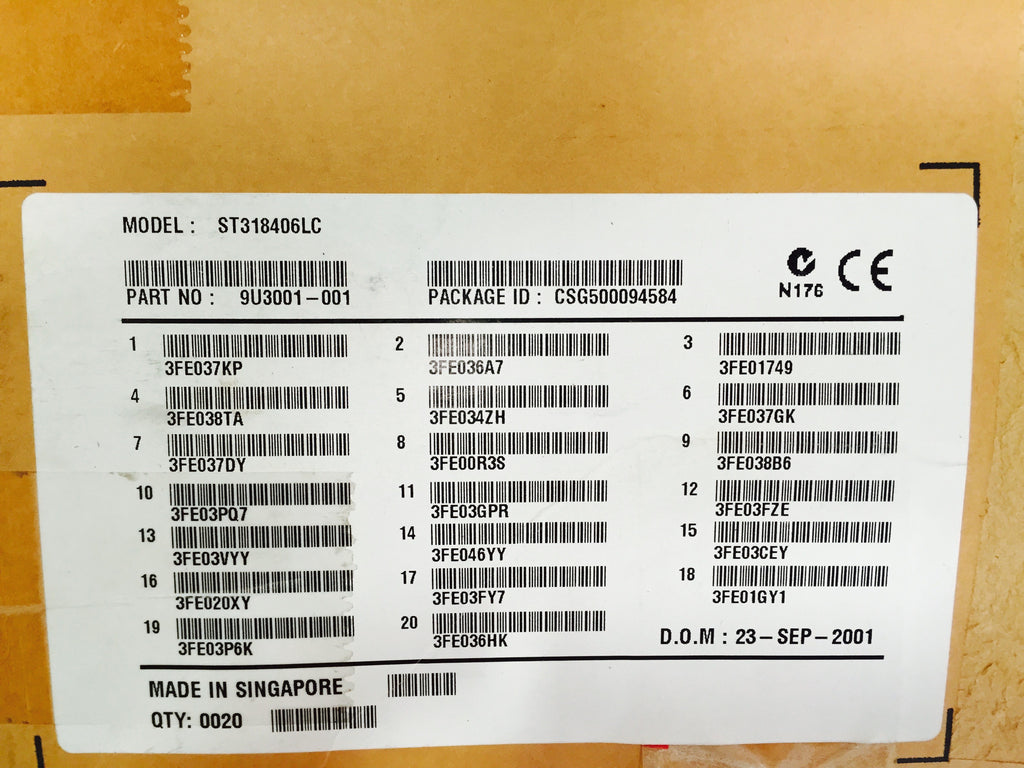 MODEL : ST318406LC
PART NO : 9U3001-001 PACKAGE ID : CSG500094584
N176 CE
1 3FE037KP 2 3FE036A7 3 3FE01749
4 3FE038TA 5 3FE034ZH 6 3FE037GK
7 3FE037DY 8 3FE00R3S 9 3FE038B6
10 3FE03PQ7 11 3FE03GPR 12 3FE03FZE
13 3FE03VYY 14 3FE046YY 15 3FE03CEY
16 3FE020XY 17 3FE03FY7 18 3FE01GY1
19 3FE03P6K 20 3FE036HK D.O.M : 23-SEP-2001
MADE IN SINGAPORE
QTY: 0020